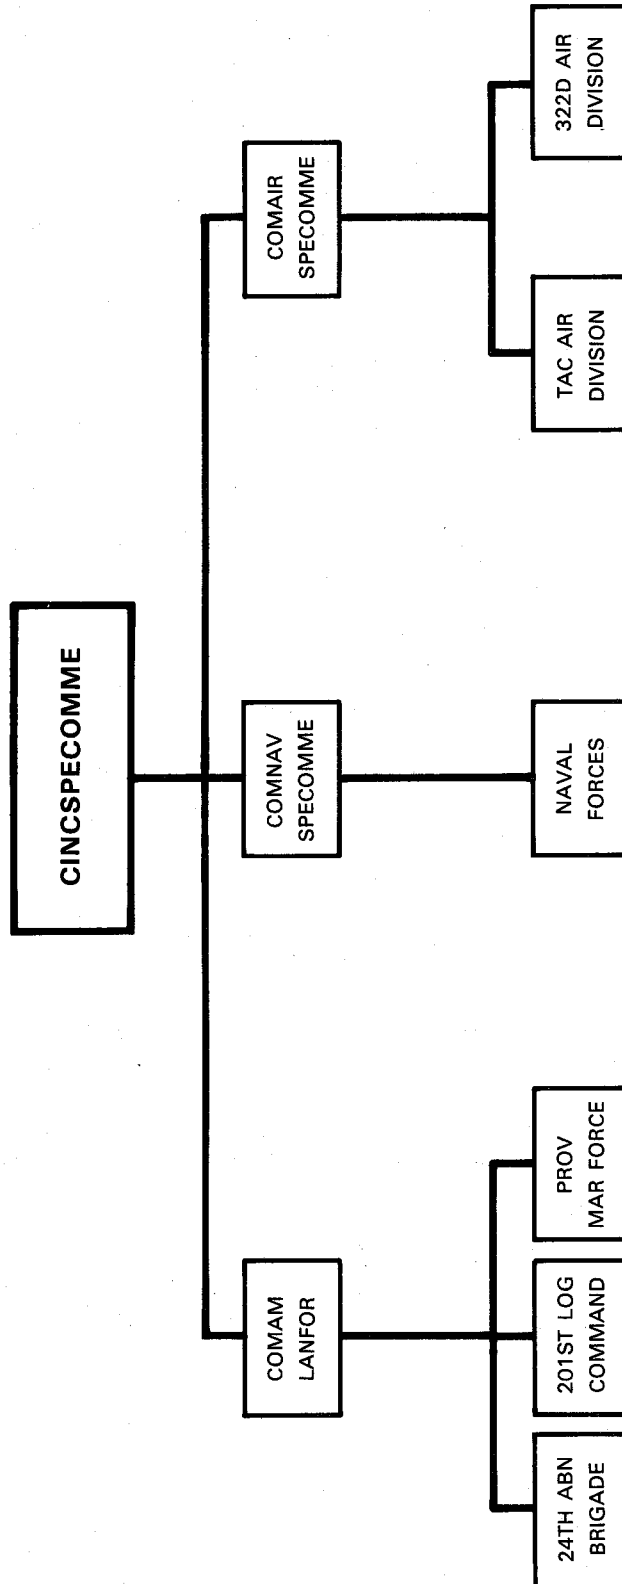 CINCSPECOMME
COMAM
LANFOR
COMNAV
SPECOMME
COMAIR
SPECOMME
24TH ABN
BRIGADE
201ST LOG
COMMAND
PROV
MAR FORCE
NAVAL
FORCES
TAC AIR
DIVISION
322D AIR
DIVISION